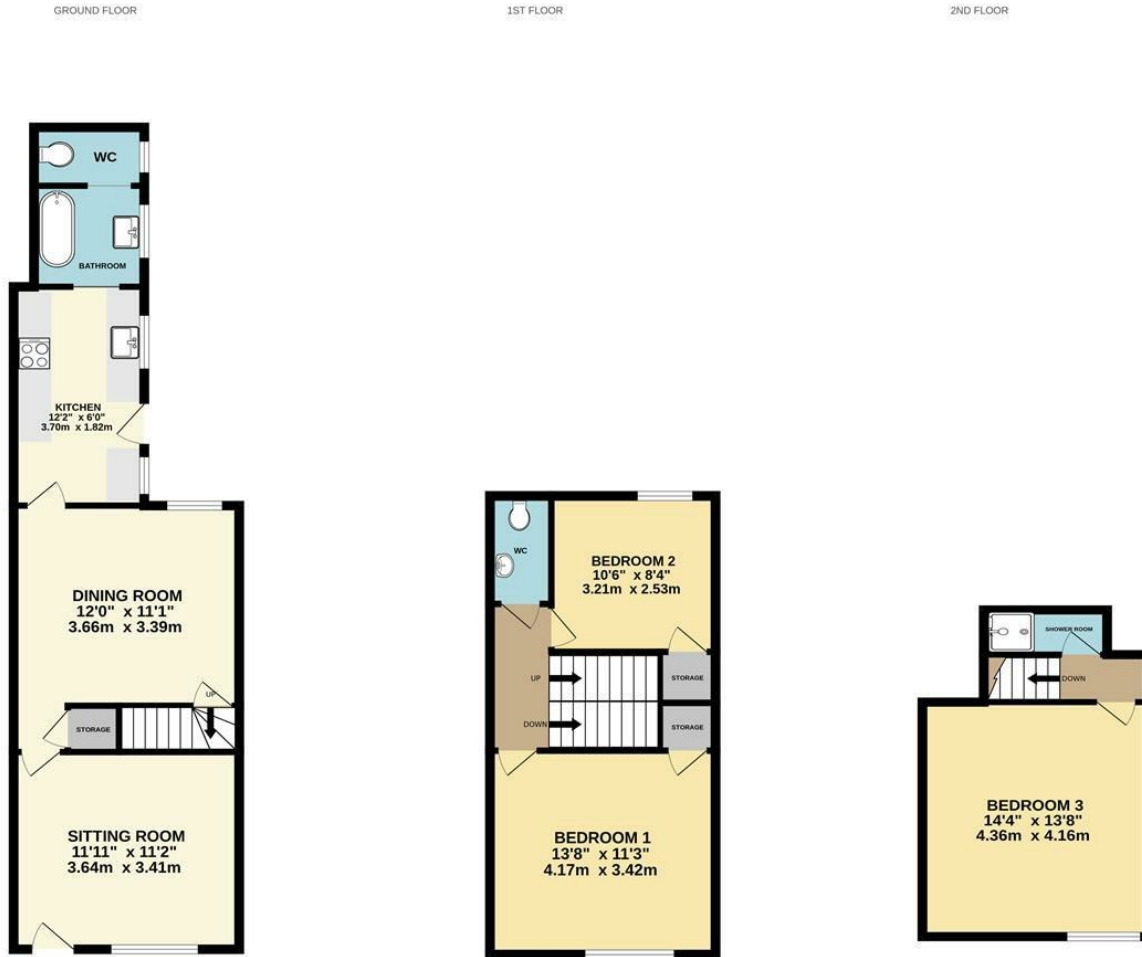 GROUND FLOOR
1ST FLOOR
2ND FLOOR
WC
BATHROOM
KITCHEN
12'2" x 6'0"
3.70m x 1.82m
DINING ROOM
12'0" x 11'1"
3.66m x 3.39m
UP
STORAGE
SITTING ROOM
11'11" x 11'2"
3.64m x 3.41m
WC
BEDROOM 2
10'6" x 8'4"
3.21m x 2.53m
UP
STORAGE
DOWN
STORAGE
BEDROOM 1
13'8" x 11'3"
4.17m x 3.42m
SHOWER ROOM
DOWN
BEDROOM 3
14'4" x 13'8"
4.36m x 4.16m